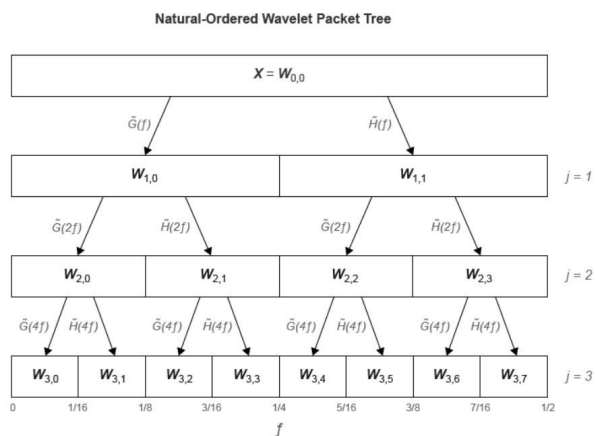 Natural-Ordered Wavelet Packet Tree
X = W0,0
G̃(f) H̃(f)
W1,0 W1,1 j = 1
G̃(2f) H̃(2f) G̃(2f) H̃(2f)
W2,0 W2,1 W2,2 W2,3 j = 2
G̃(4f) H̃(4f) G̃(4f) H̃(4f) G̃(4f) H̃(4f) G̃(4f) H̃(4f)
W3,0 W3,1 W3,2 W3,3 W3,4 W3,5 W3,6 W3,7 j = 3
0 1/16 1/8 3/16 1/4 5/16 3/8 7/16 1/2
f